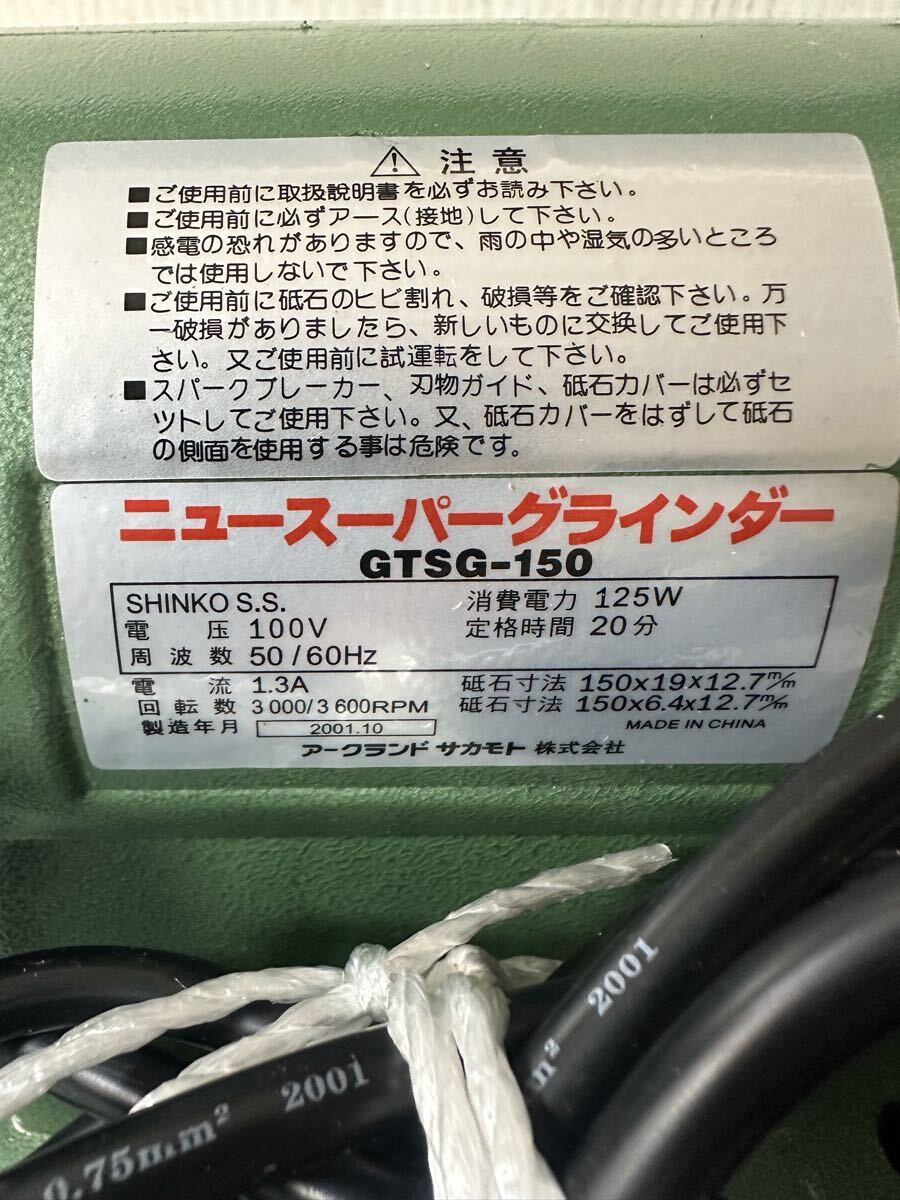 ⚠ 注意
■ご使用前に取扱説明書を必ずお読み下さい。
■ご使用前に必ずアース(接地)して下さい。
■感電の恐れがありますので、雨の中や湿気の多いところ
では使用しないで下さい。
■ご使用前に砥石のヒビ割れ、破損等をご確認下さい。万
一破損がありましたら、新しいものに交換してご使用下
さい。又ご使用前に試運転をして下さい。
■スパークブレーカー、刃物ガイド、砥石カバーは必ずセ
ットしてご使用下さい。又、砥石カバーをはずして砥石
の側面を使用する事は危険です。
ニュースーパーグラインダー
GTSG-150
SHINKO S.S. 消費電力 125W
電圧 100V 定格時間 20分
周波数 50/60Hz
電流 1.3A 砥石寸法 150x19x12.7m/m
回転数 3000/3600RPM 砥石寸法 150x6.4x12.7m/m
製造年月 2001.10 MADE IN CHINA
アークランド サカモト 株式会社
m² 2001
0.75mm² 2001